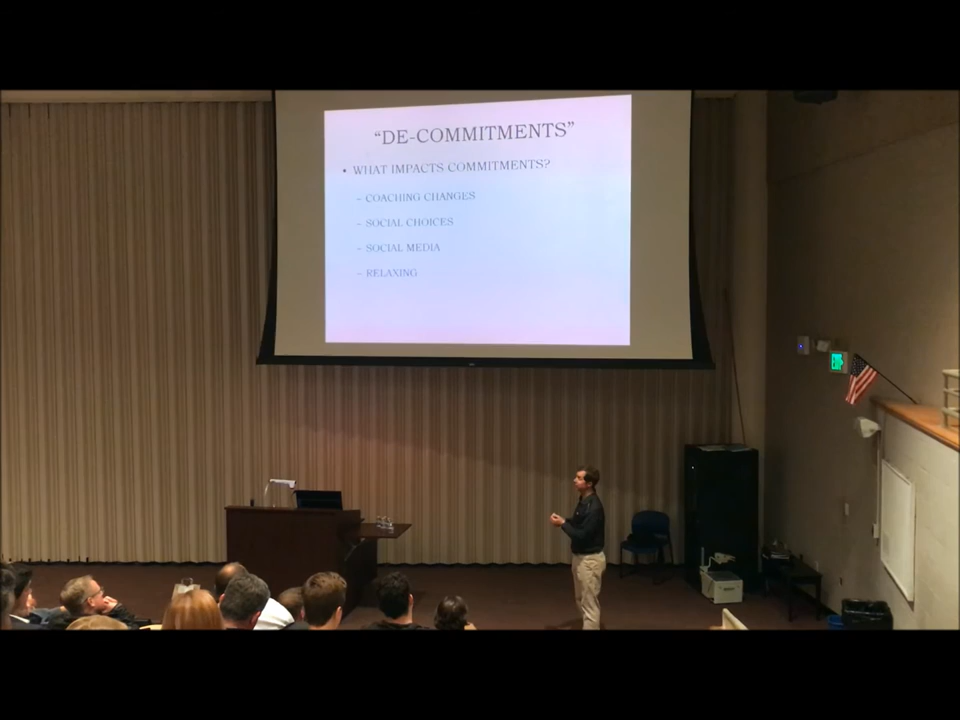 “DE-COMMITMENTS”
• WHAT IMPACTS COMMITMENTS?
– COACHING CHANGES
– SOCIAL CHOICES
– SOCIAL MEDIA
– RELAXING